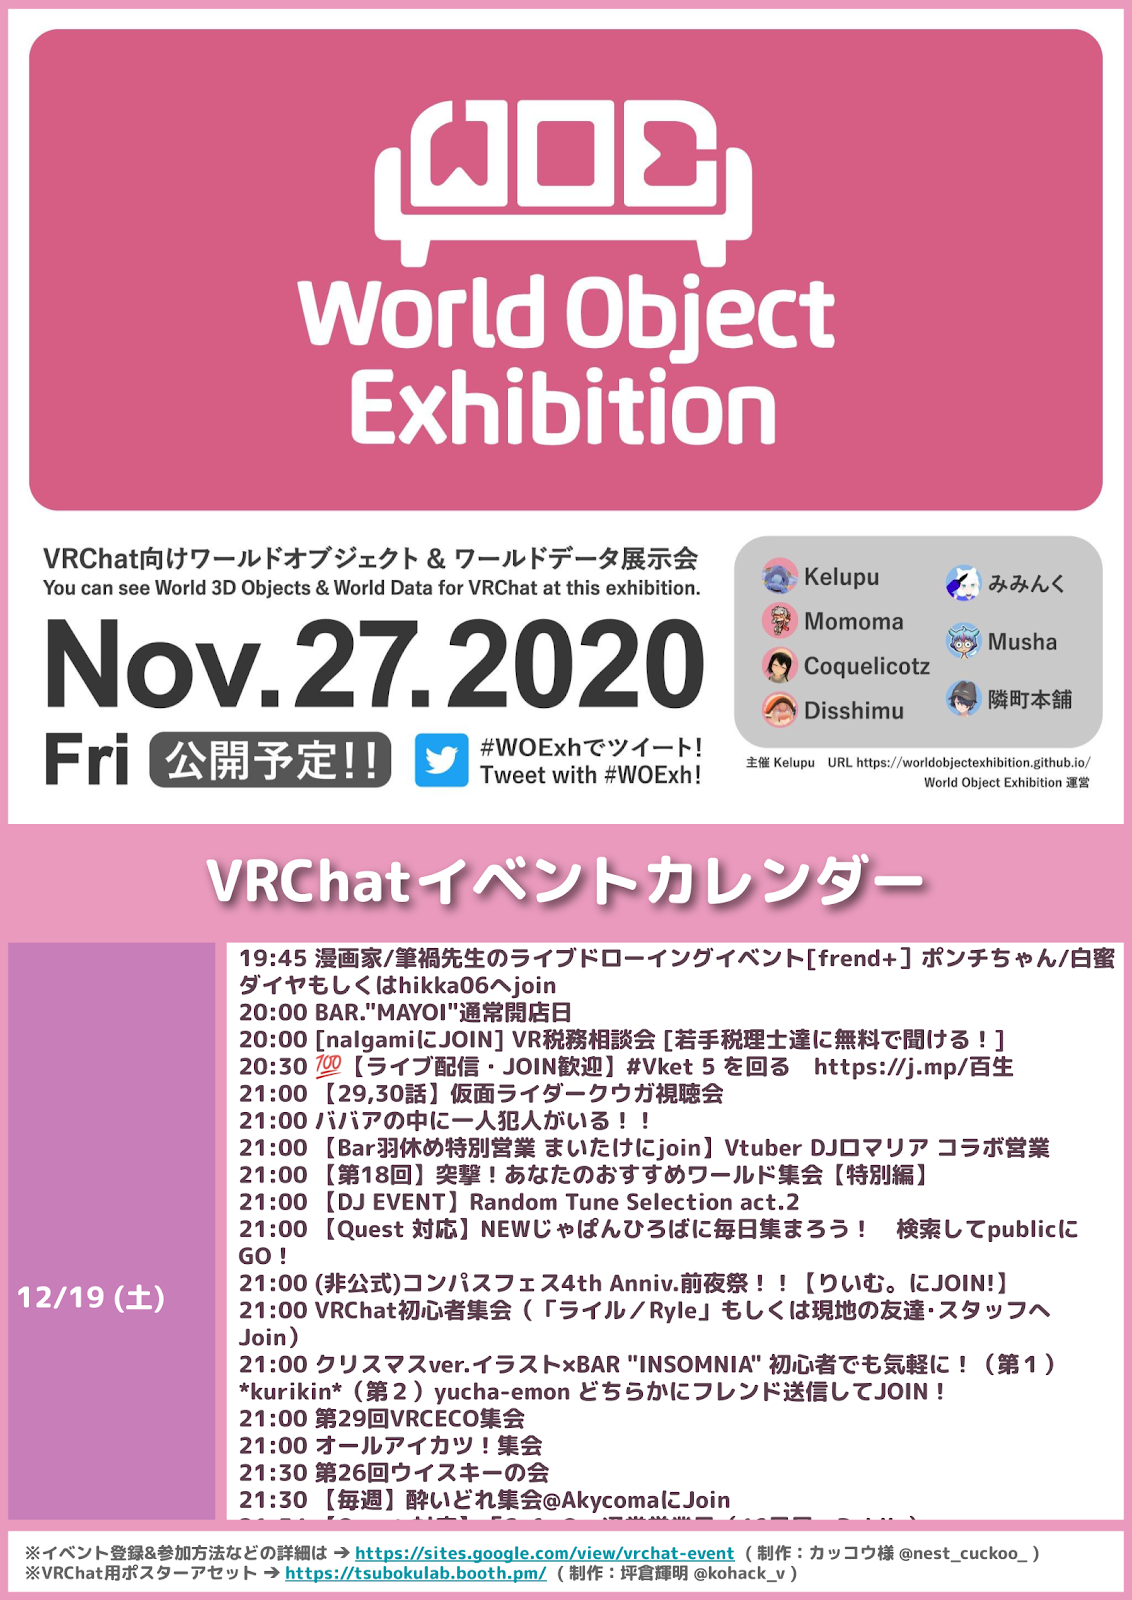 WOE
World Object
Exhibition
VRChat向けワールドオブジェクト & ワールドデータ展示会
You can see World 3D Objects & World Data for VRChat at this exhibition.
Nov.27.2020
Fri 公開予定!!
#WOExhでツイート!
Tweet with #WOExh!
Kelupu
Momoma
Coquelicotz
Disshimu
みみんく
Musha
隣町本舗
主催 Kelupu URL https://worldobjectexhibition.github.io/
World Object Exhibition 運営
VRChatイベントカレンダー
12/19 (土)
19:45 漫画家/筆禍先生のライブドローイングイベント[frend+］ポンチちゃん/白蜜
ダイヤもしくはhikka06へjoin
20:00 BAR."MAYOI"通常開店日
20:00 [nalgamiにJOIN] VR税務相談会 [若手税理士達に無料で聞ける！]
20:30 💯【ライブ配信・JOIN歓迎】#Vket 5 を回る　https://j.mp/百生
21:00 【29,30話】仮面ライダークウガ視聴会
21:00 ババアの中に一人犯人がいる！！
21:00 【Bar羽休め特別営業 まいたけにjoin】Vtuber DJロマリア コラボ営業
21:00 【第18回】突撃！あなたのおすすめワールド集会【特別編】
21:00 【DJ EVENT】Random Tune Selection act.2
21:00 【Quest 対応】NEWじゃぱんひろばに毎日集まろう！　検索してpublicに
GO！
21:00 (非公式)コンパスフェス4th Anniv.前夜祭！！【りいむ。にJOIN!】
21:00 VRChat初心者集会（「ライル／Ryle」もしくは現地の友達･スタッフへ
Join）
21:00 クリスマスver.イラスト×BAR "INSOMNIA" 初心者でも気軽に！（第１）
*kurikin*（第２）yucha-emon どちらかにフレンド送信してJOIN！
21:00 第29回VRCECO集会
21:00 オールアイカツ！集会
21:30 第26回ウイスキーの会
21:30 【毎週】酔いどれ集会@AkycomaにJoin
※イベント登録&参加方法などの詳細は ➔ https://sites.google.com/view/vrchat-event ( 制作：カッコウ様 @nest_cuckoo_ )
※VRChat用ポスターアセット ➔ https://tsubokulab.booth.pm/ ( 制作：坪倉輝明 @kohack_v )